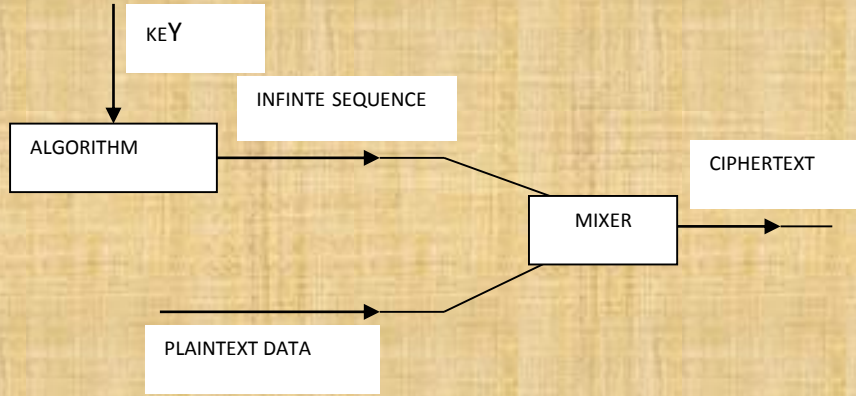 KEY
INFINTE SEQUENCE
ALGORITHM
CIPHERTEXT
MIXER
PLAINTEXT DATA